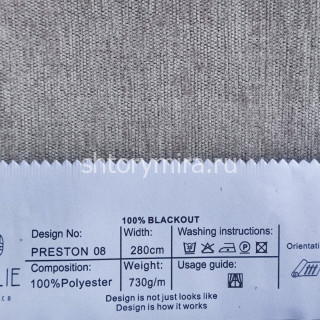 shtorymira.ru
100% BLACKOUT
Design No: Width: Washing instructions:
PRESTON 08 280cm
Composition: Weight: Usage guide:
100%Polyester 730g/m
Orientatio
LIE
Design is not just looks like
Design is how it works